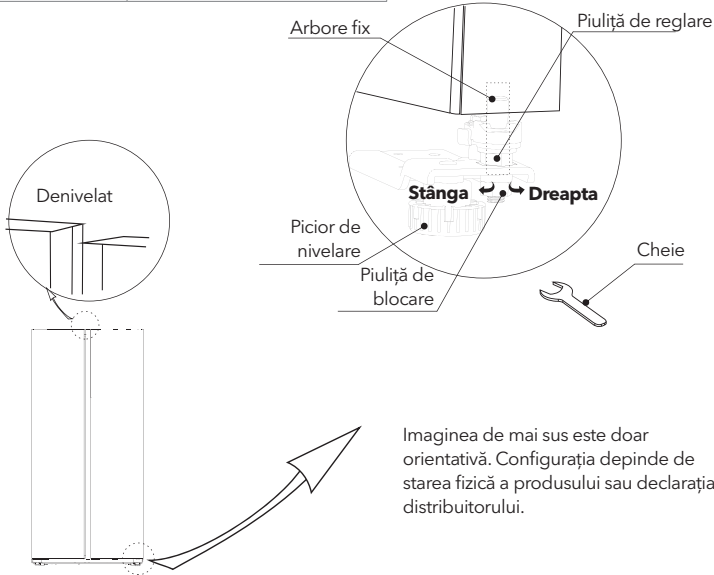 Arbore fix
Piuliță de reglare
Denivelat
Stânga
Dreapta
Picior de
nivelare
Piuliță de
blocare
Cheie
Imaginea de mai sus este doar
orientativă. Configurația depinde de
starea fizică a produsului sau declarația
distribuitorului.